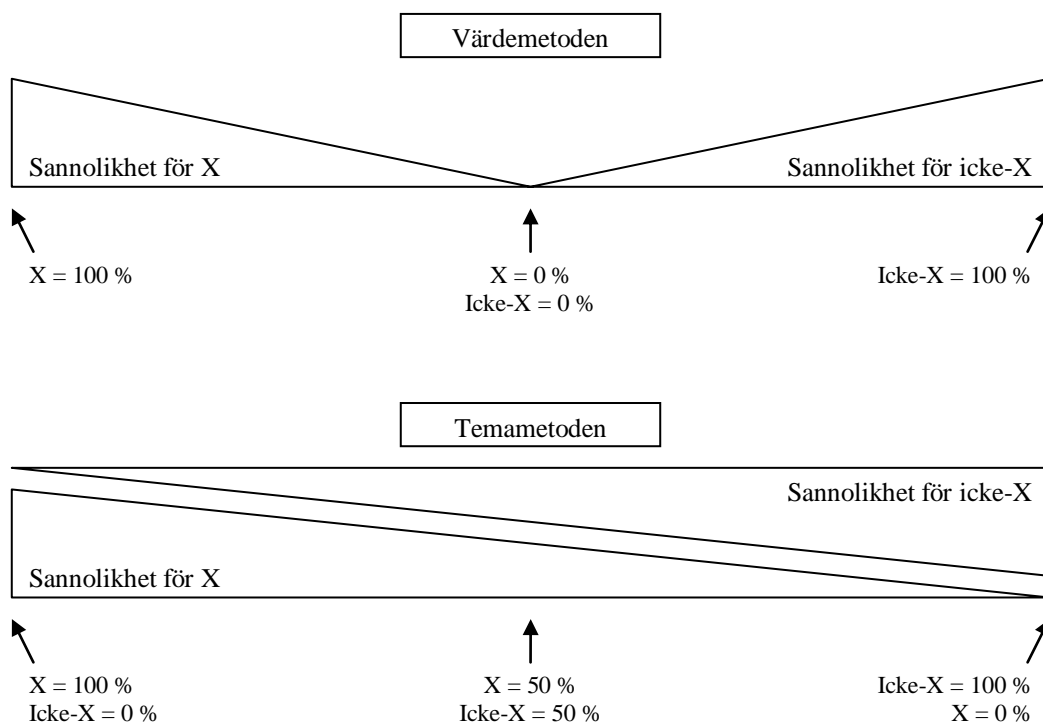 Värdemetoden
Sannolikhet för X
Sannolikhet för icke-X
X = 100 %
X = 0 %
Icke-X = 100 %
Icke-X = 0 %
Temametoden
Sannolikhet för icke-X
Sannolikhet för X
X = 100 %
X = 50 %
Icke-X = 100 %
Icke-X = 0 %
Icke-X = 50 %
X = 0 %